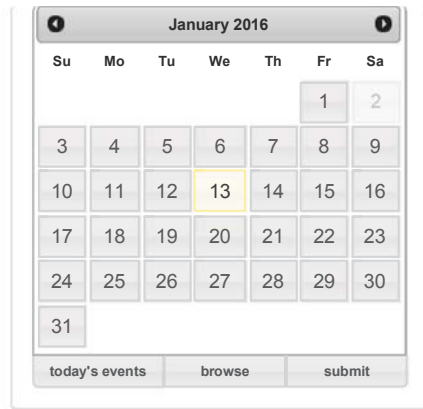 January 2016
Su Mo Tu We Th Fr Sa
1 2
3 4 5 6 7 8 9
10 11 12 13 14 15 16
17 18 19 20 21 22 23
24 25 26 27 28 29 30
31
today's events browse submit